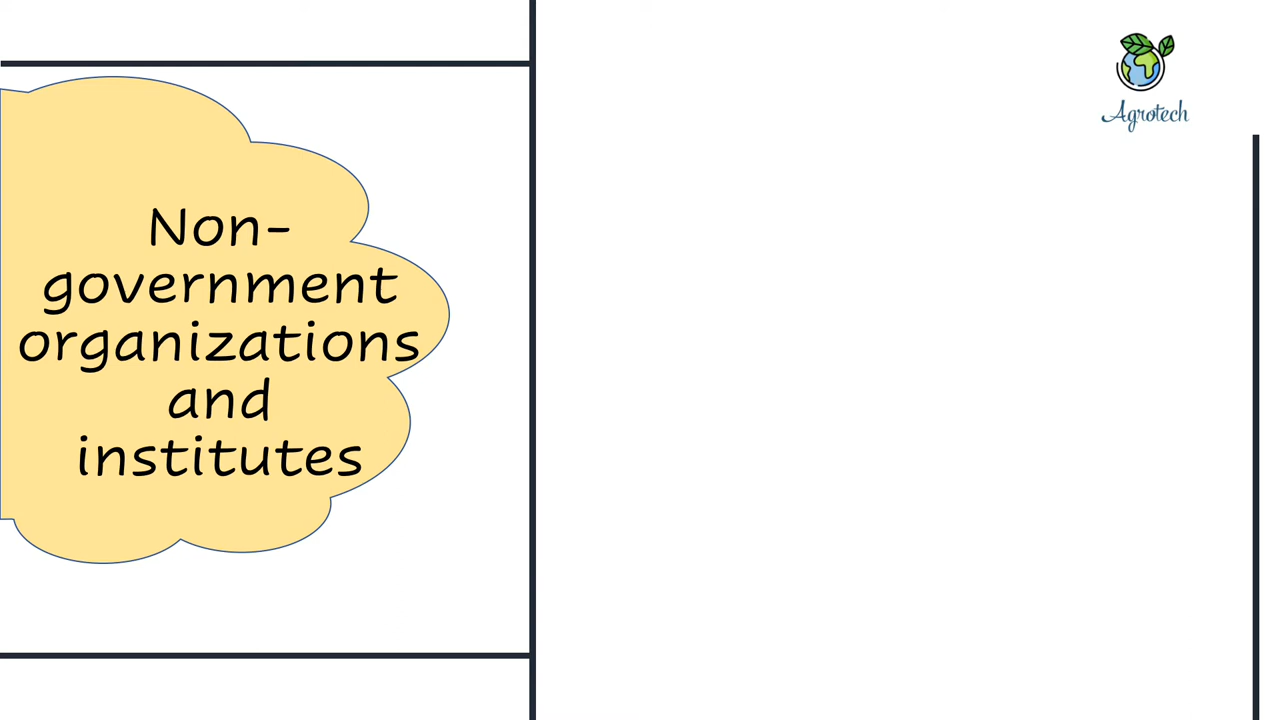 Non-
government
organizations
and
institutes
Agrotech